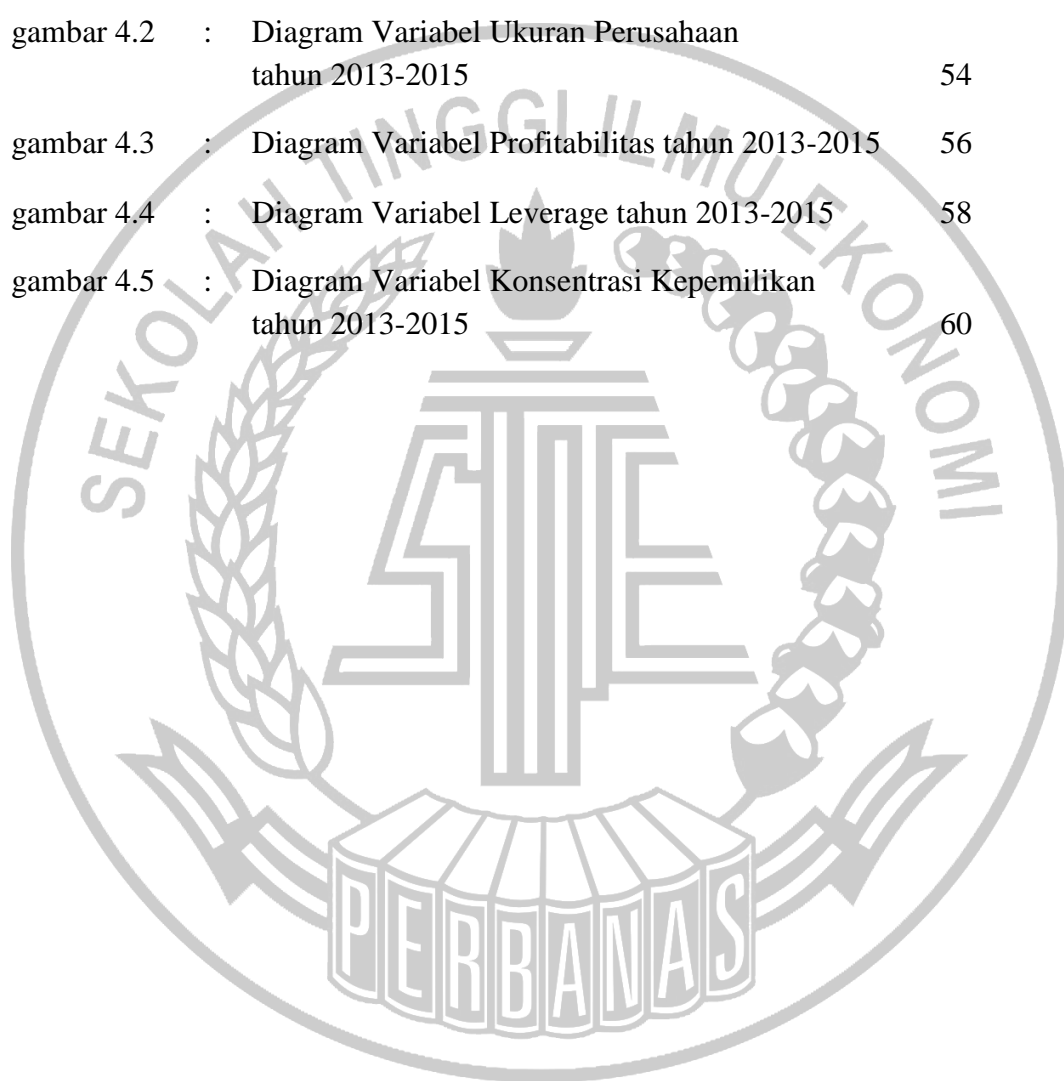 gambar 4.2 : Diagram Variabel Ukuran Perusahaan
tahun 2013-2015 54
gambar 4.3 : Diagram Variabel Profitabilitas tahun 2013-2015 56
gambar 4.4 : Diagram Variabel Leverage tahun 2013-2015 58
gambar 4.5 : Diagram Variabel Konsentrasi Kepemilikan
tahun 2013-2015 60
SEKOLAH TINGGI ILMU EKONOMI
STIE
PERBANAS